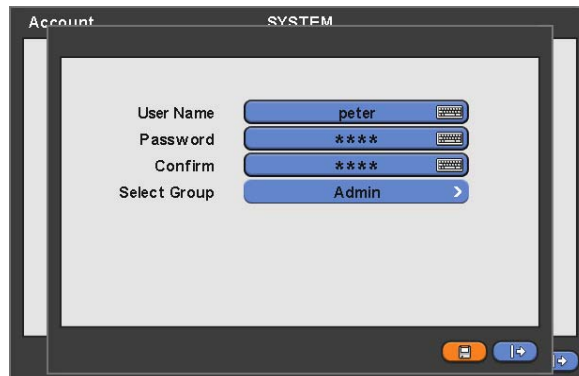 Account SYSTEM
User Name peter
Password ****
Confirm ****
Select Group Admin